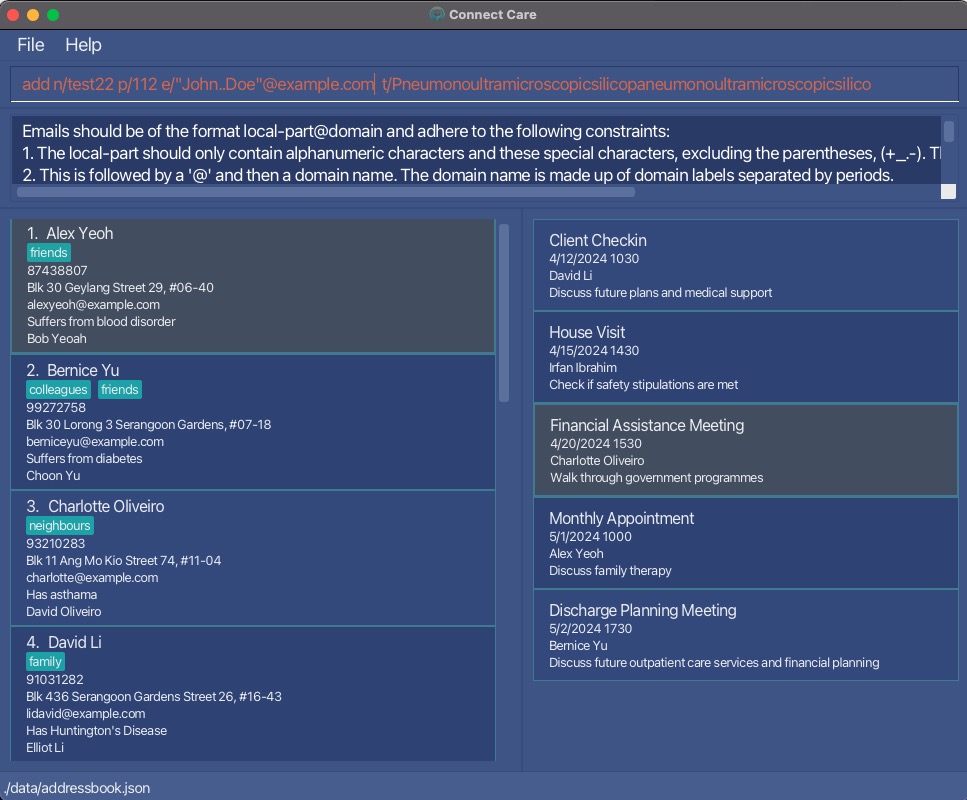 Connect Care
File Help
add n/test22 p/112 e/"John..Doe"@example.com t/Pneumonoultramicroscopicsilicopaneumonoultramicroscopicsilico
Emails should be of the format local-part@domain and adhere to the following constraints:
1. The local-part should only contain alphanumeric characters and these special characters, excluding the parentheses, (+_.-).
2. This is followed by a '@' and then a domain name. The domain name is made up of domain labels separated by periods.
1. Alex Yeoh
friends
87438807
Blk 30 Geylang Street 29, #06-40
alexyeoh@example.com
Suffers from blood disorder
Bob Yeoah
2. Bernice Yu
colleagues friends
99272758
Blk 30 Lorong 3 Serangoon Gardens, #07-18
berniceyu@example.com
Suffers from diabetes
Choon Yu
3. Charlotte Oliveiro
neighbours
93210283
Blk 11 Ang Mo Kio Street 74, #11-04
charlotte@example.com
Has asthama
David Oliveiro
4. David Li
family
91031282
Blk 436 Serangoon Gardens Street 26, #16-43
lidavid@example.com
Has Huntington's Disease
Elliot Li
Client Checkin
4/12/2024 1030
David Li
Discuss future plans and medical support
House Visit
4/15/2024 1430
Irfan Ibrahim
Check if safety stipulations are met
Financial Assistance Meeting
4/20/2024 1530
Charlotte Oliveiro
Walk through government programmes
Monthly Appointment
5/1/2024 1000
Alex Yeoh
Discuss family therapy
Discharge Planning Meeting
5/2/2024 1730
Bernice Yu
Discuss future outpatient care services and financial planning
./data/addressbook.json